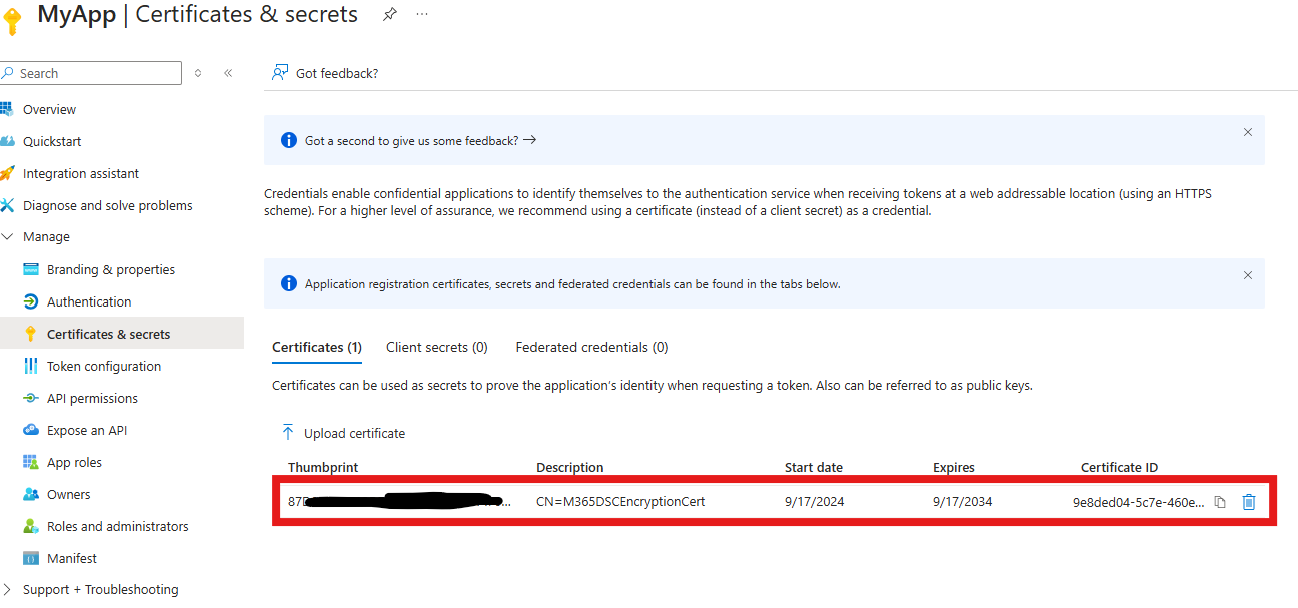 MyApp | Certificates & secrets
Search
Got feedback?
Overview
Quickstart
Integration assistant
Diagnose and solve problems
Manage
Branding & properties
Authentication
Certificates & secrets
Token configuration
API permissions
Expose an API
App roles
Owners
Roles and administrators
Manifest
Support + Troubleshooting
Got a second to give us some feedback?
Credentials enable confidential applications to identify themselves to the authentication service when receiving tokens at a web addressable location (using an HTTPS
scheme). For a higher level of assurance, we recommend using a certificate (instead of a client secret) as a credential.
Application registration certificates, secrets and federated credentials can be found in the tabs below.
Certificates (1) Client secrets (0) Federated credentials (0)
Certificates can be used as secrets to prove the application's identity when requesting a token. Also can be referred to as public keys.
Upload certificate
Thumbprint Description Start date Expires Certificate ID
CN=M365DSCEncryptionCert 9/17/2024 9/17/2034 9e8ded04-5c7e-460e...